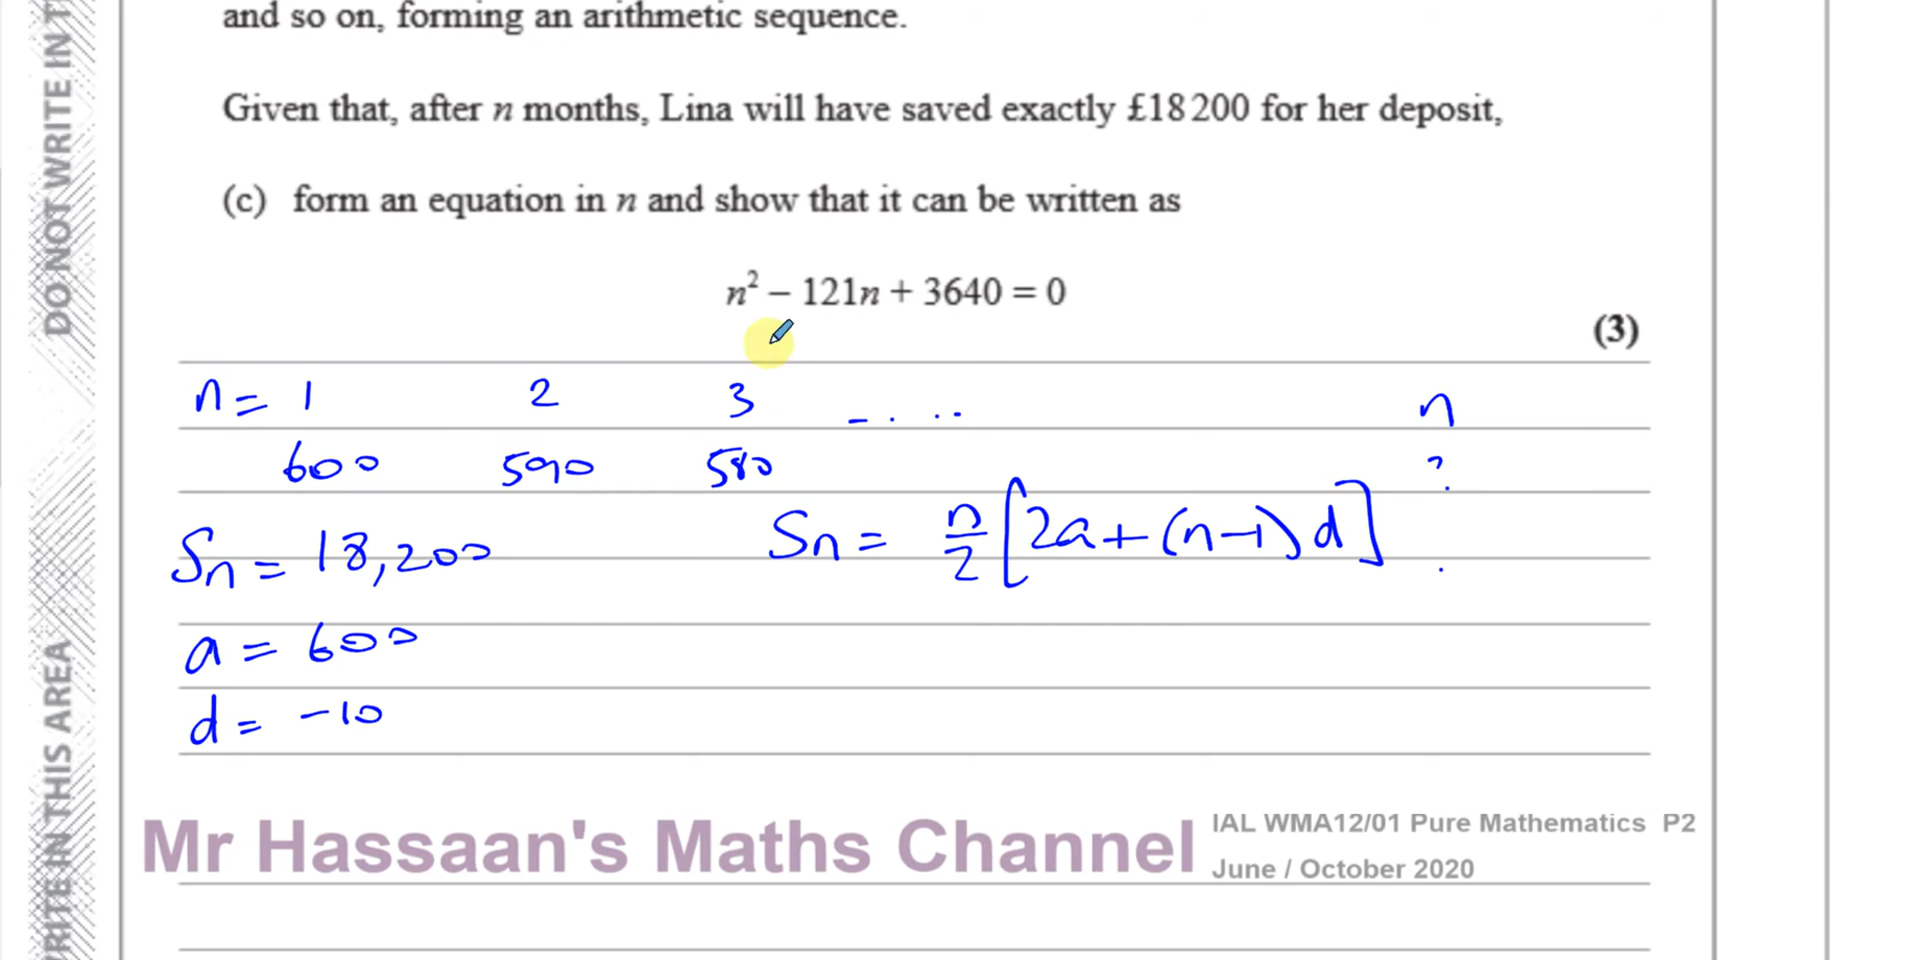 and so on, forming an arithmetic sequence.
Given that, after n months, Lina will have saved exactly £18 200 for her deposit,
(c) form an equation in n and show that it can be written as
n² – 121n + 3640 = 0
(3)
n = 1 2 3 - . . . n
600 590 580 ?
Sn = 18,200 Sn = n/2 [2a + (n-1) d]
a = 600
d = -10
Mr Hassaan's Maths Channel
IAL WMA12/01 Pure Mathematics P2
June / October 2020
DO NOT WRITE IN T
RITE IN THIS AREA